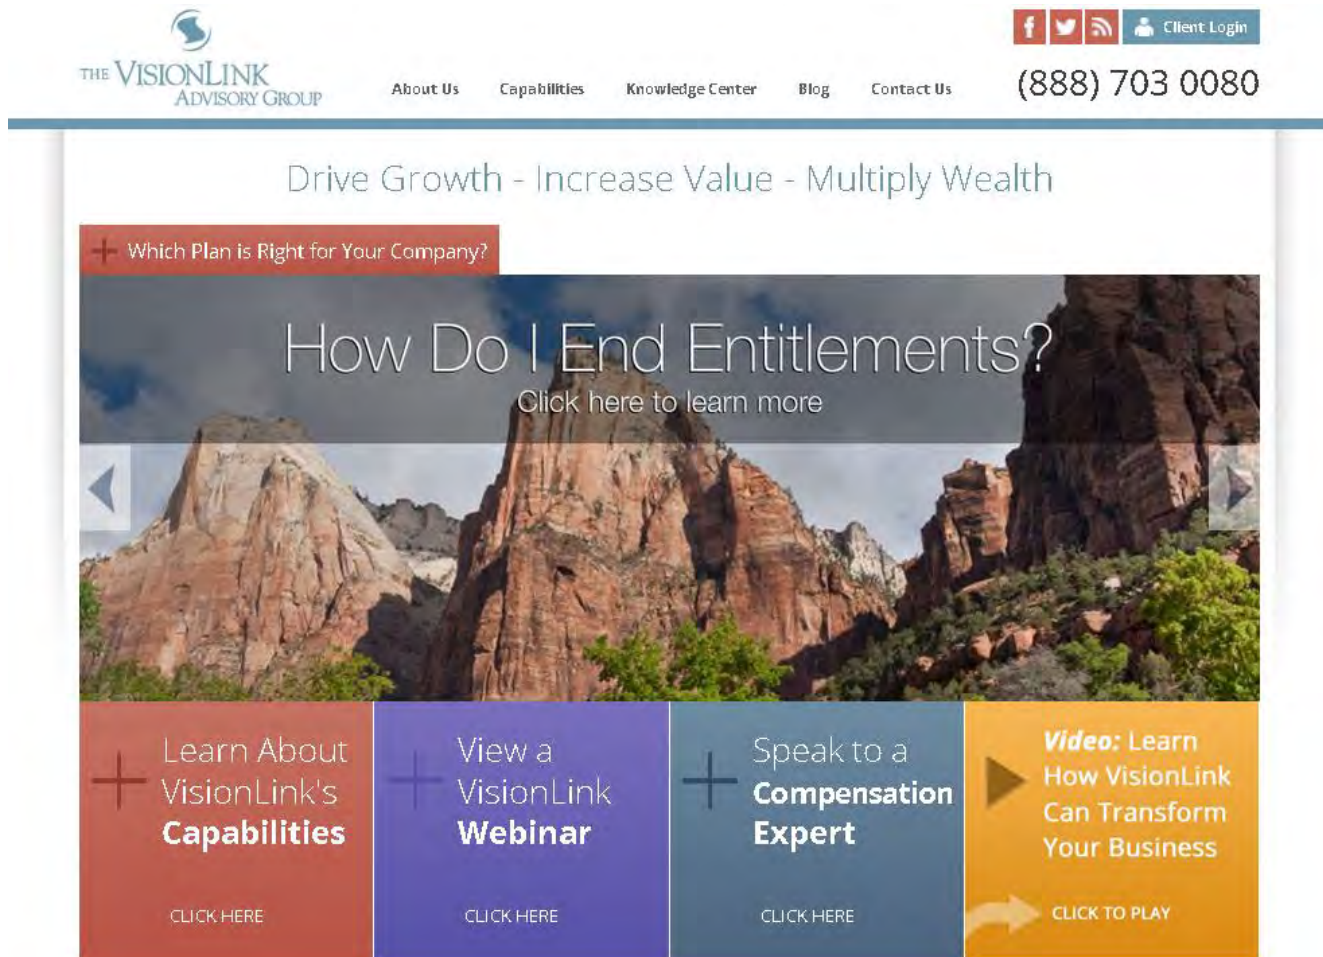 Client Login
THE VISIONLINK
ADVISORY GROUP
About Us Capabilities Knowledge Center Blog Contact Us
(888) 703 0080
Drive Growth - Increase Value - Multiply Wealth
Which Plan is Right for Your Company?
How Do I End Entitlements?
Click here to learn more
Learn About
VisionLink's
Capabilities
CLICK HERE
View a
VisionLink
Webinar
CLICK HERE
Speak to a
Compensation
Expert
CLICK HERE
Video: Learn
How VisionLink
Can Transform
Your Business
CLICK TO PLAY